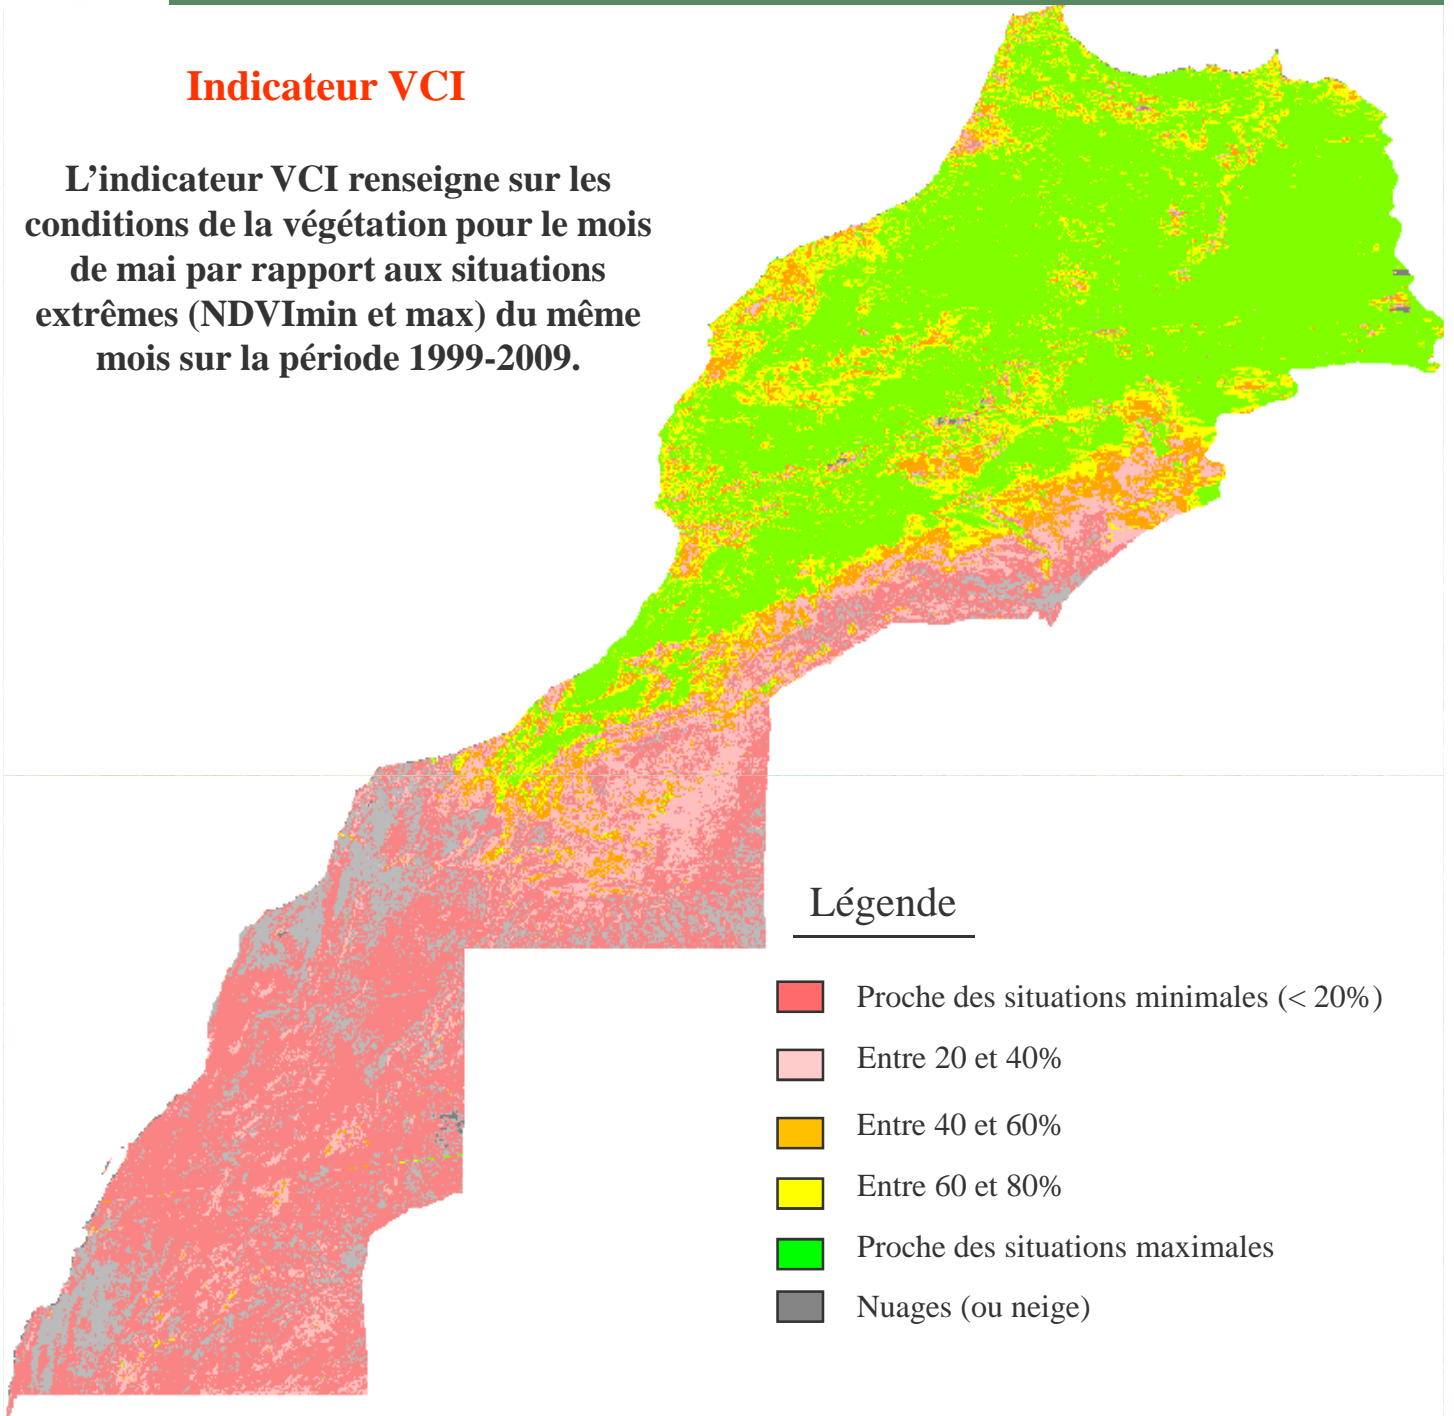 Indicateur VCI
L’indicateur VCI renseigne sur les
conditions de la végétation pour le mois
de mai par rapport aux situations
extrêmes (NDVImin et max) du même
mois sur la période 1999-2009.
Légende
Proche des situations minimales (< 20%)
Entre 20 et 40%
Entre 40 et 60%
Entre 60 et 80%
Proche des situations maximales
Nuages (ou neige)